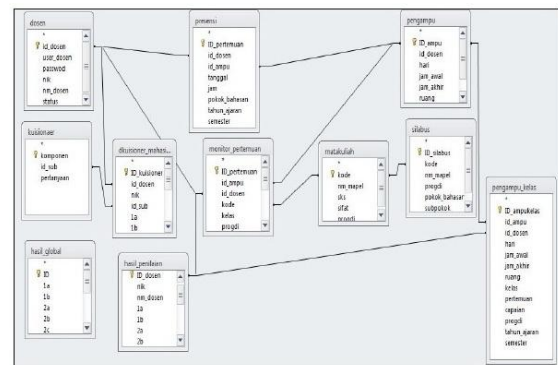 dosen
*
id_dosen
user_dosen
password
nik
nm_dosen
status
presensi
*
ID_pertemuan
id_dosen
id_ampu
tanggal
jam
pokok_bahasan
tahun_ajaran
semester
pengampu
*
ID_ampu
id_dosen
hari
jam_awal
jam_akhir
ruang
kuisionaer
*
komponen
id_sub
pertanyaan
dkuisioner_mahasi...
*
ID_kuisioner
id_dosen
nik
id_sub
1a
1b
monitor_pertemuan
*
ID_pertemuan
id_ampu
id_dosen
kode
kelas
progdi
matakuliah
*
kode
nm_mapel
sks
sifat
progdi
silabus
*
ID_silabus
kode
nm_mapel
progdi
pokok_bahasan
subpokok
pengampu_kelas
*
ID_ampukelas
id_ampu
id_dosen
hari
jam_awal
jam_akhir
ruang
kelas
pertemuan
capaian
progdi
tahun_ajaran
semester
hasil_global
*
ID
1a
1b
2a
2b
2c
hasil_penilaian
*
ID_dosen
nik
nm_dosen
1a
1b
2a
2b